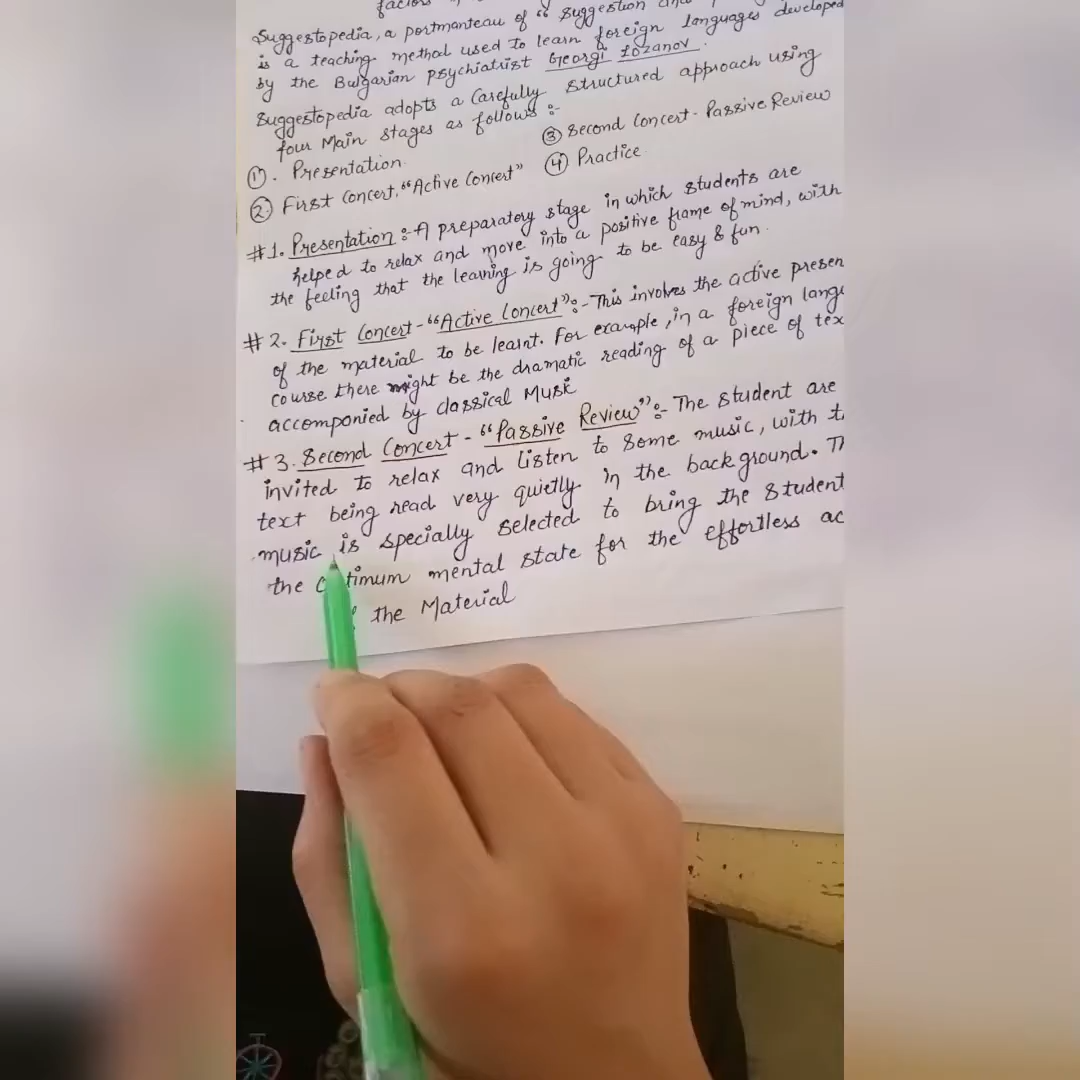 factors
Suggestopedia, a portmanteau of "suggestion and
is a teaching method used to learn foreign languages developed
by the Bulgarian psychiatrist Georgi Lozanov.
Suggestopedia adopts a carefully structured approach using
four Main stages as follows :-
①. Presentation. ③ Second Concert - Passive Review
② First Concert, "Active Concert" ④ Practice
#1. Presentation :- A preparatory stage in which students are
helped to relax and move into a positive frame of mind, with
the feeling that the learning is going to be easy & fun.
#2. First Concert - "Active Concert" :- This involves the active presen
of the material to be learnt. For example, in a foreign langu
course there might be the dramatic reading of a piece of tex
accomponied by classical Music
#3. Second Concert - "Passive Review" :- The student are
invited to relax and listen to some music, with t
text being read very quietly in the background. Th
music is specially selected to bring the student
the timum mental state for the effortless ac
the Material